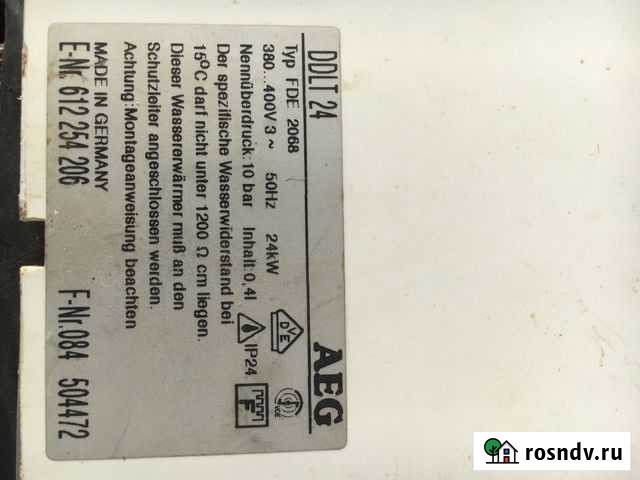 DDLT 24 AEG
Typ FDE 2068
380...400V 3~ 50Hz 24kW
Nennüberdruck:10 bar Inhalt:0,4l IP24
Der spezifische Wasserwiderstand bei
15°C darf nicht unter 1200 Ω cm liegen.
Dieser Wassererwärmer muß an den
Schutzleiter angeschlossen werden.
Achtung:Montageanweisung beachten
MADE IN GERMANY
E-Nr. 612 254 206 F-Nr.084 504472
DVE
VDE
F
rosndv.ru